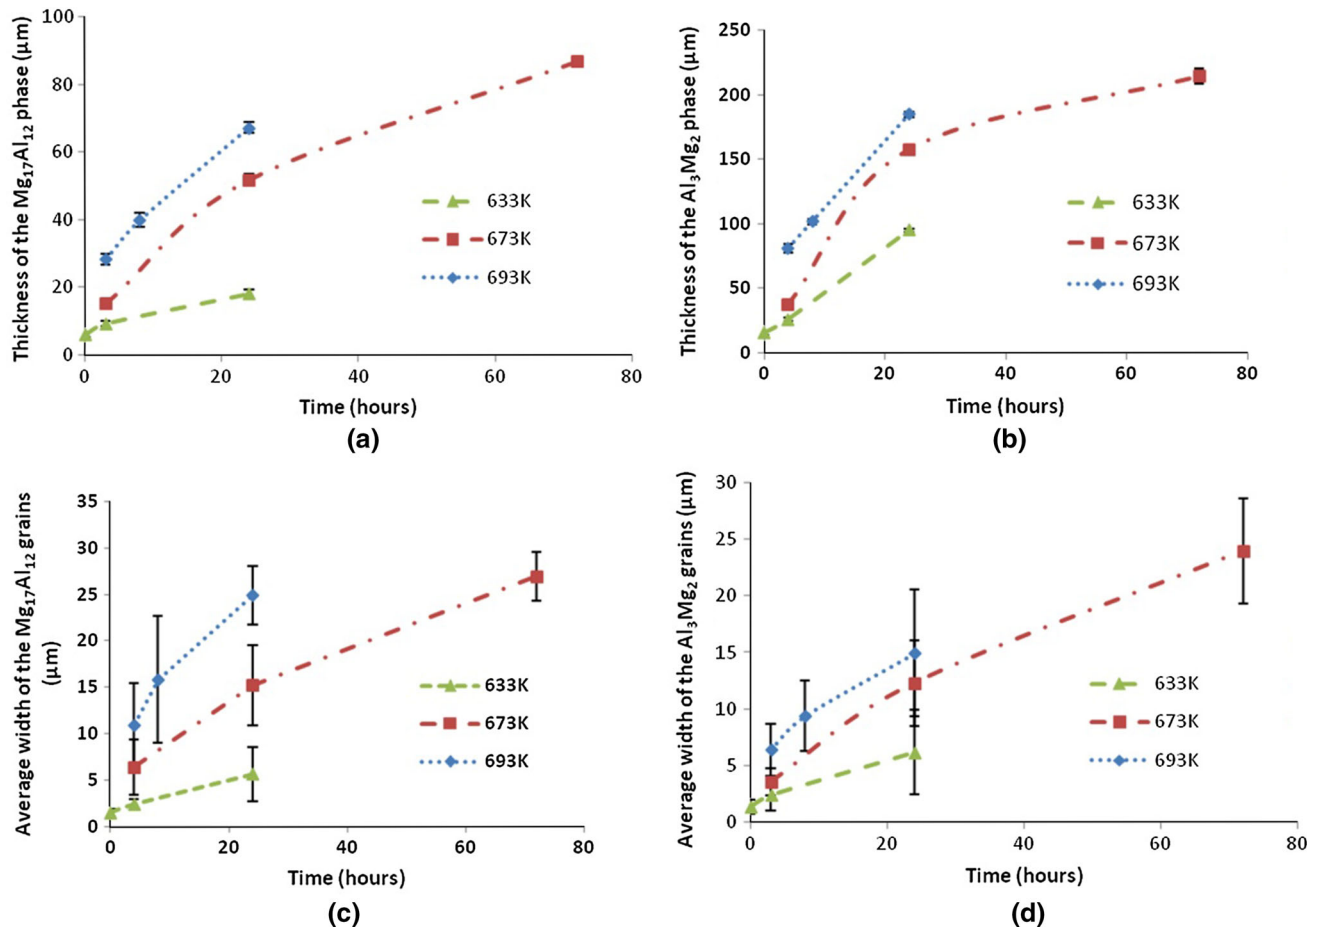 Thickness of the Mg17Al12 phase (μm)
100
80
60
40
20
0
0 20 40 60 80
Time (hours)
633K
673K
693K
(a)
Thickness of the Al3Mg2 phase (μm)
250
200
150
100
50
0
0 20 40 60 80
Time (hours)
633K
673K
693K
(b)
Average width of the Mg17Al12 grains
(μm)
35
30
25
20
15
10
5
0
0 20 40 60 80
Time (hours)
633K
673K
693K
(c)
Average width of the Al3Mg2 grains (μm)
30
25
20
15
10
5
0
0 20 40 60 80
Time (hours)
633K
673K
693K
(d)